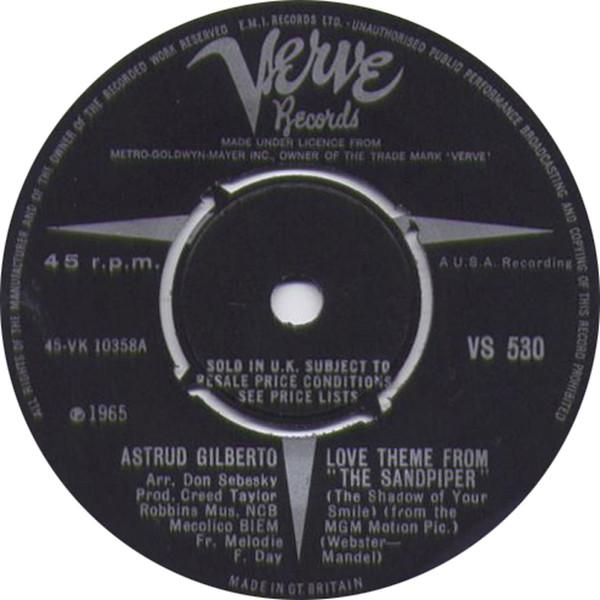 ALL RIGHTS OF THE MANUFACTURER AND OF THE OWNER OF THE RECORDED WORK RESERVED
E.M.I. RECORDS LTD. · UNAUTHORISED PUBLIC PERFORMANCE BROADCASTING AND COPYING OF THIS RECORD PROHIBITED
Verve
Records
MADE UNDER LICENCE FROM
METRO-GOLDWYN-MAYER INC., OWNER OF THE TRADE MARK 'VERVE'
45 r.p.m.
A U.S.A. Recording
45-VK 10358A
VS 530
SOLD IN U.K. SUBJECT TO
RESALE PRICE CONDITIONS
SEE PRICE LISTS
℗ 1965
ASTRUD GILBERTO
Arr. Don Sebesky
Prod. Creed Taylor
Robbins Mus. NCB
Mecolico BIEM
Fr. Melodie
F. Day
LOVE THEME FROM
"THE SANDPIPER"
(The Shadow of Your
Smile) (from the
MGM Motion Pic.)
(Webster—
Mandel)
MADE IN GT. BRITAIN